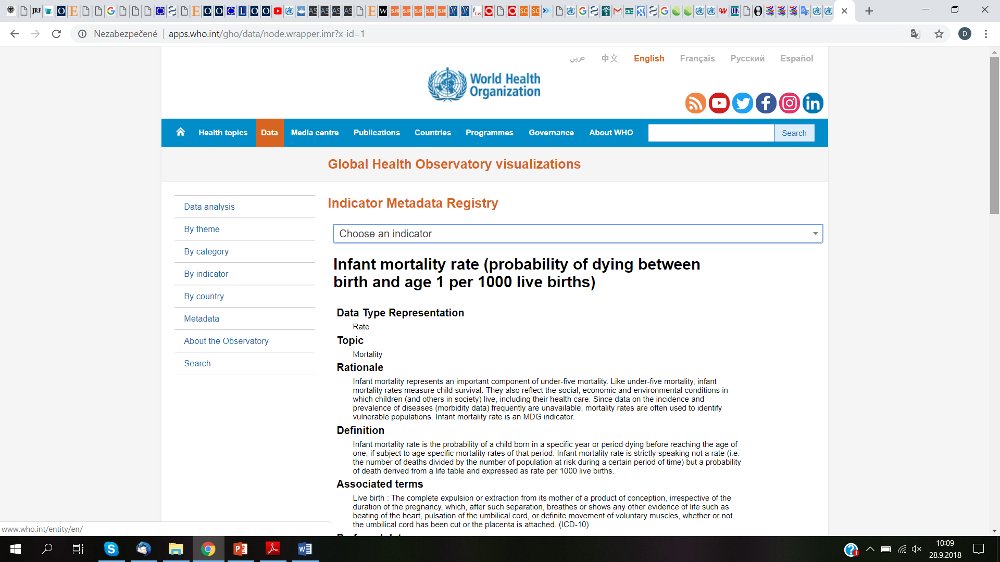 Nezabezpečené
apps.who.int/gho/data/node.wrapper.imr?x-id=1
D
عربي 中文 English Français Русский Español
World Health
Organization
Health topics Data Media centre Publications Countries Programmes Governance About WHO Search
Global Health Observatory visualizations
Data analysis
By theme
By category
By indicator
By country
Metadata
About the Observatory
Search
Indicator Metadata Registry
Choose an indicator
Infant mortality rate (probability of dying between
birth and age 1 per 1000 live births)
Data Type Representation
Rate
Topic
Mortality
Rationale
Infant mortality represents an important component of under-five mortality. Like under-five mortality, infant
mortality rates measure child survival. They also reflect the social, economic and environmental conditions in
which children (and others in society) live, including their health care. Since data on the incidence and
prevalence of diseases (morbidity data) frequently are unavailable, mortality rates are often used to identify
vulnerable populations. Infant mortality rate is an MDG indicator.
Definition
Infant mortality rate is the probability of a child born in a specific year or period dying before reaching the age of
one, if subject to age-specific mortality rates of that period. Infant mortality rate is strictly speaking not a rate (i.e.
the number of deaths divided by the number of population at risk during a certain period of time) but a probability
of death derived from a life table and expressed as rate per 1000 live births.
Associated terms
Live birth : The complete expulsion or extraction from its mother of a product of conception, irrespective of the
duration of the pregnancy, which, after such separation, breathes or shows any other evidence of life such as
beating of the heart, pulsation of the umbilical cord, or definite movement of voluntary muscles, whether or not
the umbilical cord has been cut or the placenta is attached. (ICD-10)
www.who.int/entity/en/
10:09
28.9.2018